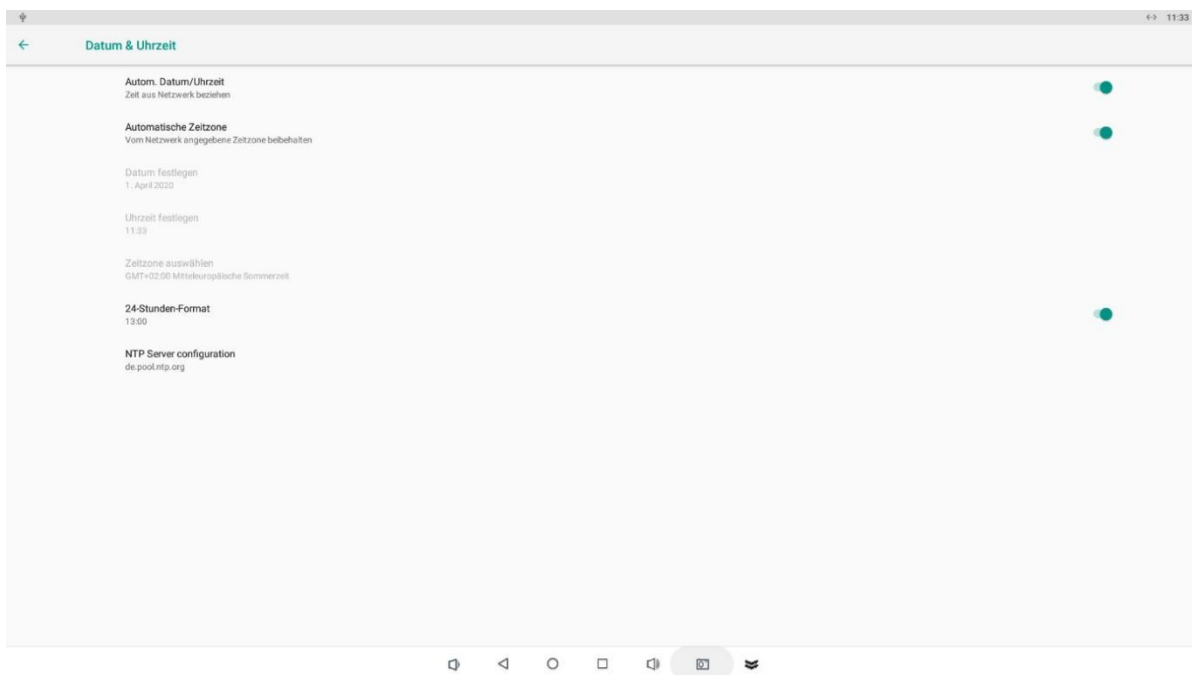 11:33
Datum & Uhrzeit
Autom. Datum/Uhrzeit
Zeit aus Netzwerk beziehen
Automatische Zeitzone
Vom Netzwerk angegebene Zeitzone beibehalten
Datum festlegen
1. April 2020
Uhrzeit festlegen
11:33
Zeitzone auswählen
GMT+02:00 Mitteleuropäische Sommerzeit
24-Stunden-Format
13:00
NTP Server configuration
de.pool.ntp.org